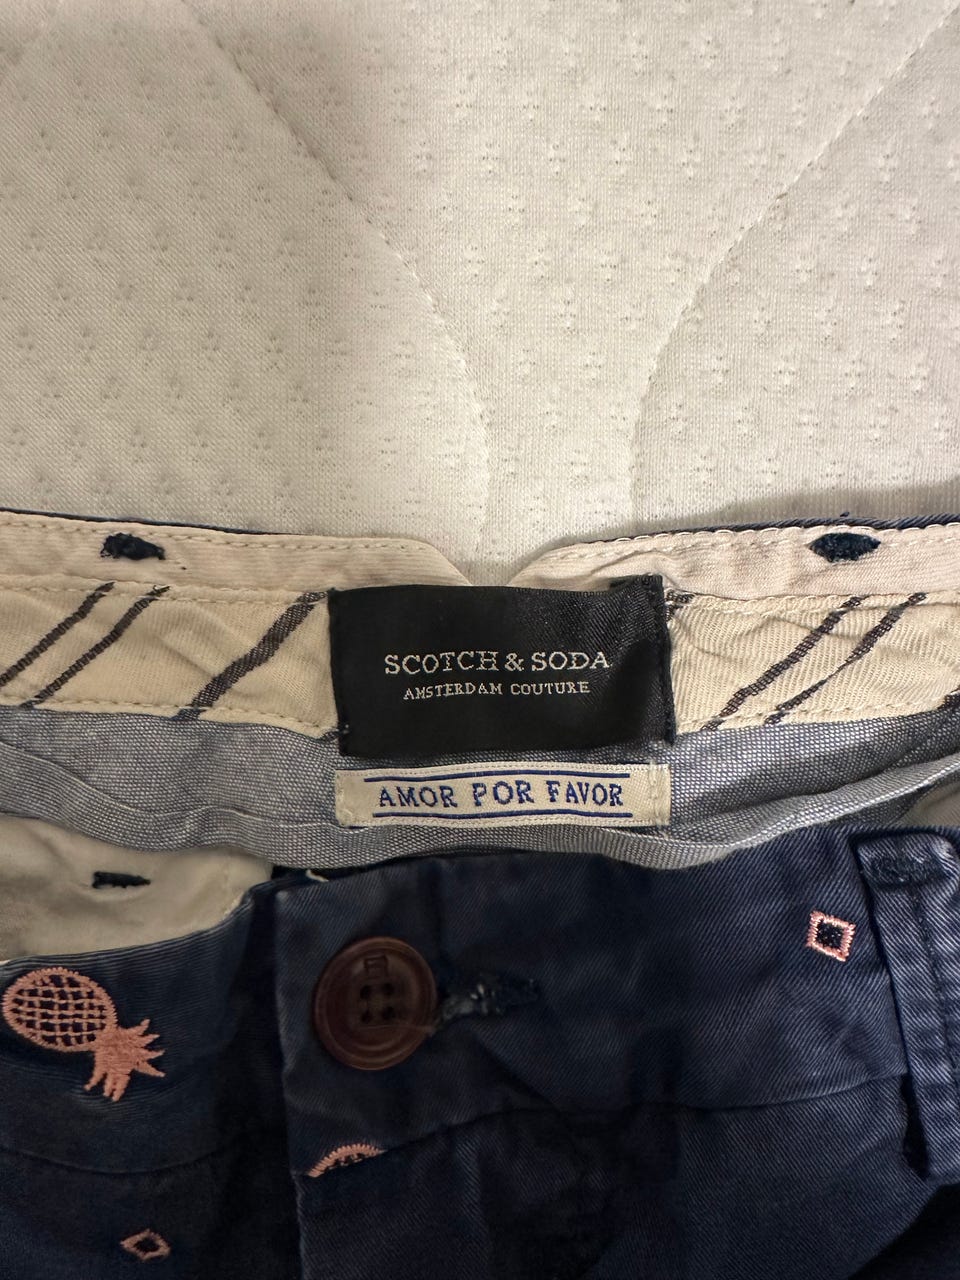 SCOTCH & SODA
AMSTERDAM COUTURE
AMOR POR FAVOR